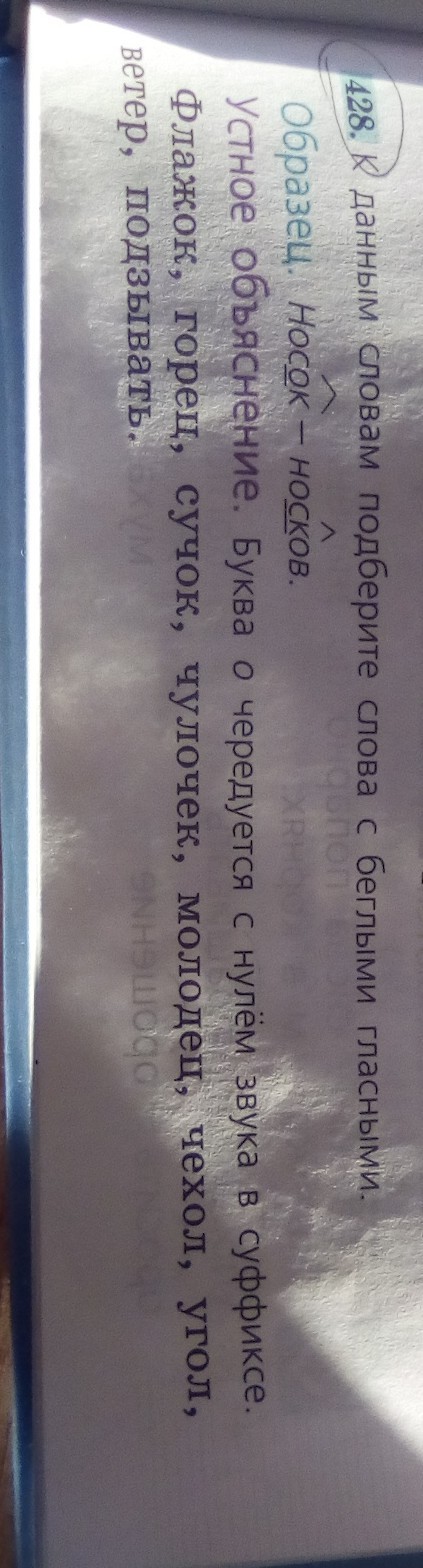 428. К данным словам подберите слова с беглыми гласными.
Образец. Носок – носков.
Устное объяснение. Буква о чередуется с нулём звука в суффиксе.
Флажок, горец, сучок, чулочек, молодец, чехол, угол,
ветер, подзывать.